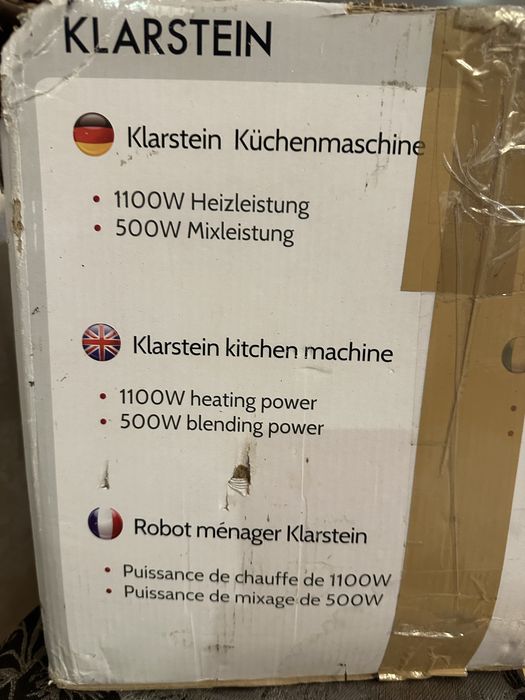 KLARSTEIN
Klarstein Küchenmaschine
• 1100W Heizleistung
• 500W Mixleistung
Klarstein kitchen machine
• 1100W heating power
• 500W blending power
Robot ménager Klarstein
• Puissance de chauffe de 1100W
• Puissance de mixage de 500W